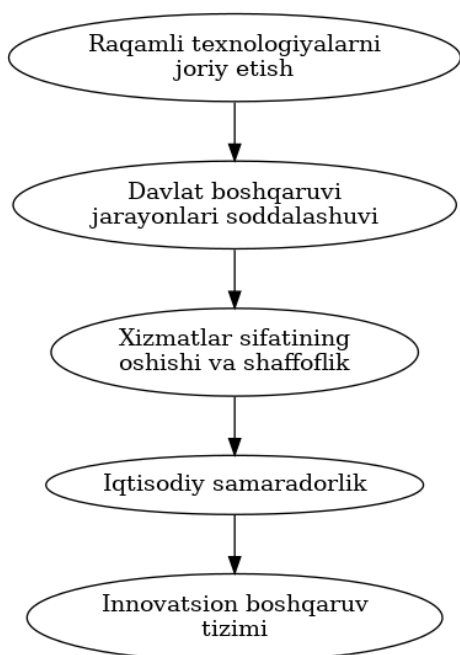 Raqamli texnologiyalarni
joriy etish
Davlat boshqaruvi
jarayonlari soddalashuvi
Xizmatlar sifatining
oshishi va shaffoflik
Iqtisodiy samaradorlik
Innovatsion boshqaruv
tizimi